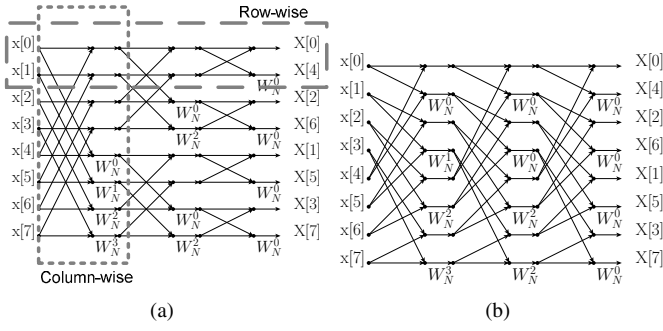 Row-wise
x[0] X[0]
x[1] X[4]
W_N^0
x[2] X[2]
W_N^0
x[3] X[6]
W_N^2 W_N^0
x[4] X[1]
W_N^0
x[5] X[5]
W_N^1 W_N^0
x[6] X[3]
W_N^2 W_N^0
x[7] X[7]
W_N^3 W_N^2 W_N^0
Column-wise
(a)
x[0] X[0]
x[1] X[4]
W_N^0 W_N^0 W_N^0
x[2] X[2]
x[3] X[6]
W_N^1 W_N^0 W_N^0
x[4] X[1]
x[5] X[5]
W_N^2 W_N^2 W_N^0
x[6] X[3]
x[7] X[7]
W_N^3 W_N^2 W_N^0
(b)